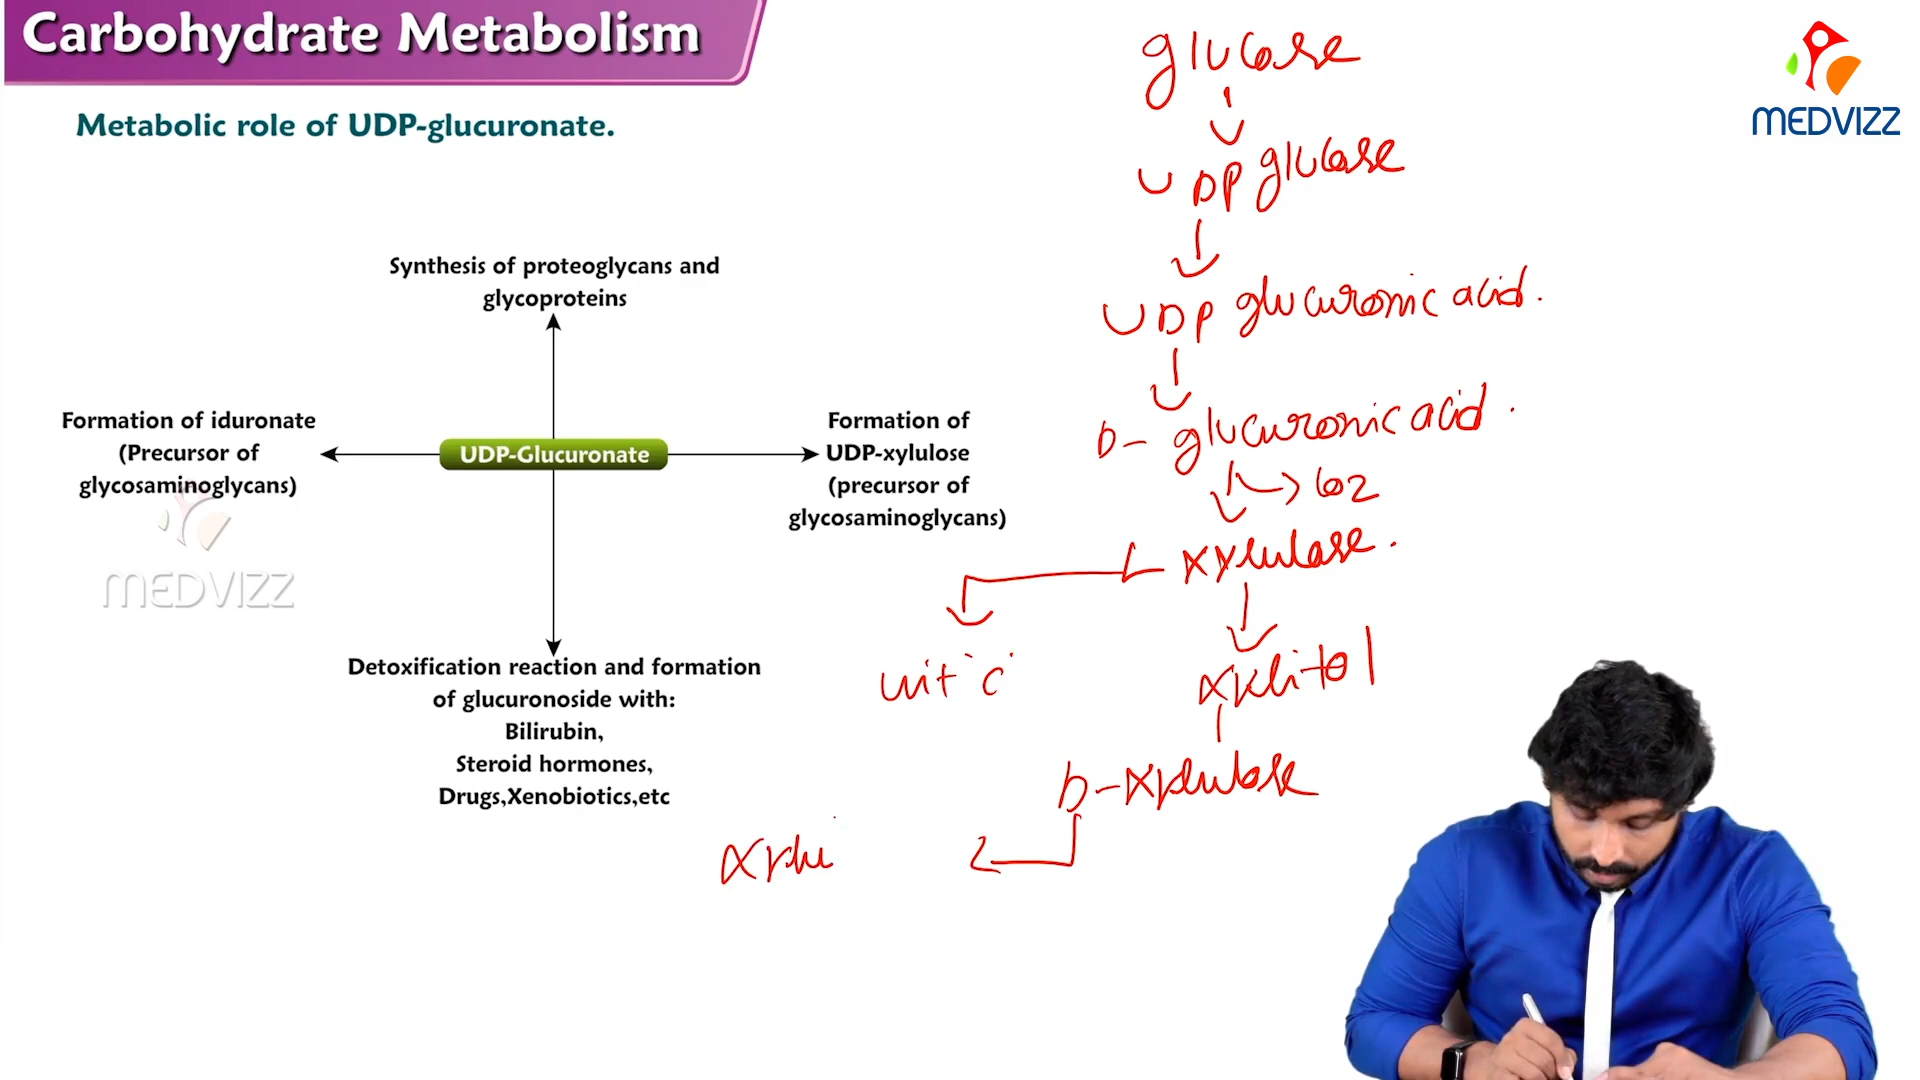 Carbohydrate Metabolism
MEDVIZZ
Metabolic role of UDP-glucuronate.
Synthesis of proteoglycans and
glycoproteins
Formation of iduronate
(Precursor of
glycosaminoglycans)
UDP-Glucuronate
Formation of
UDP-xylulose
(precursor of
glycosaminoglycans)
MEDVIZZ
Detoxification reaction and formation
of glucuronoside with:
Bilirubin,
Steroid hormones,
Drugs,Xenobiotics,etc
glucose
UDP glucose
UDP glucuronic acid.
D- glucuronic acid.
CO2
L xylulose.
vit 'c'
xylitol
D-xylulose
xylu